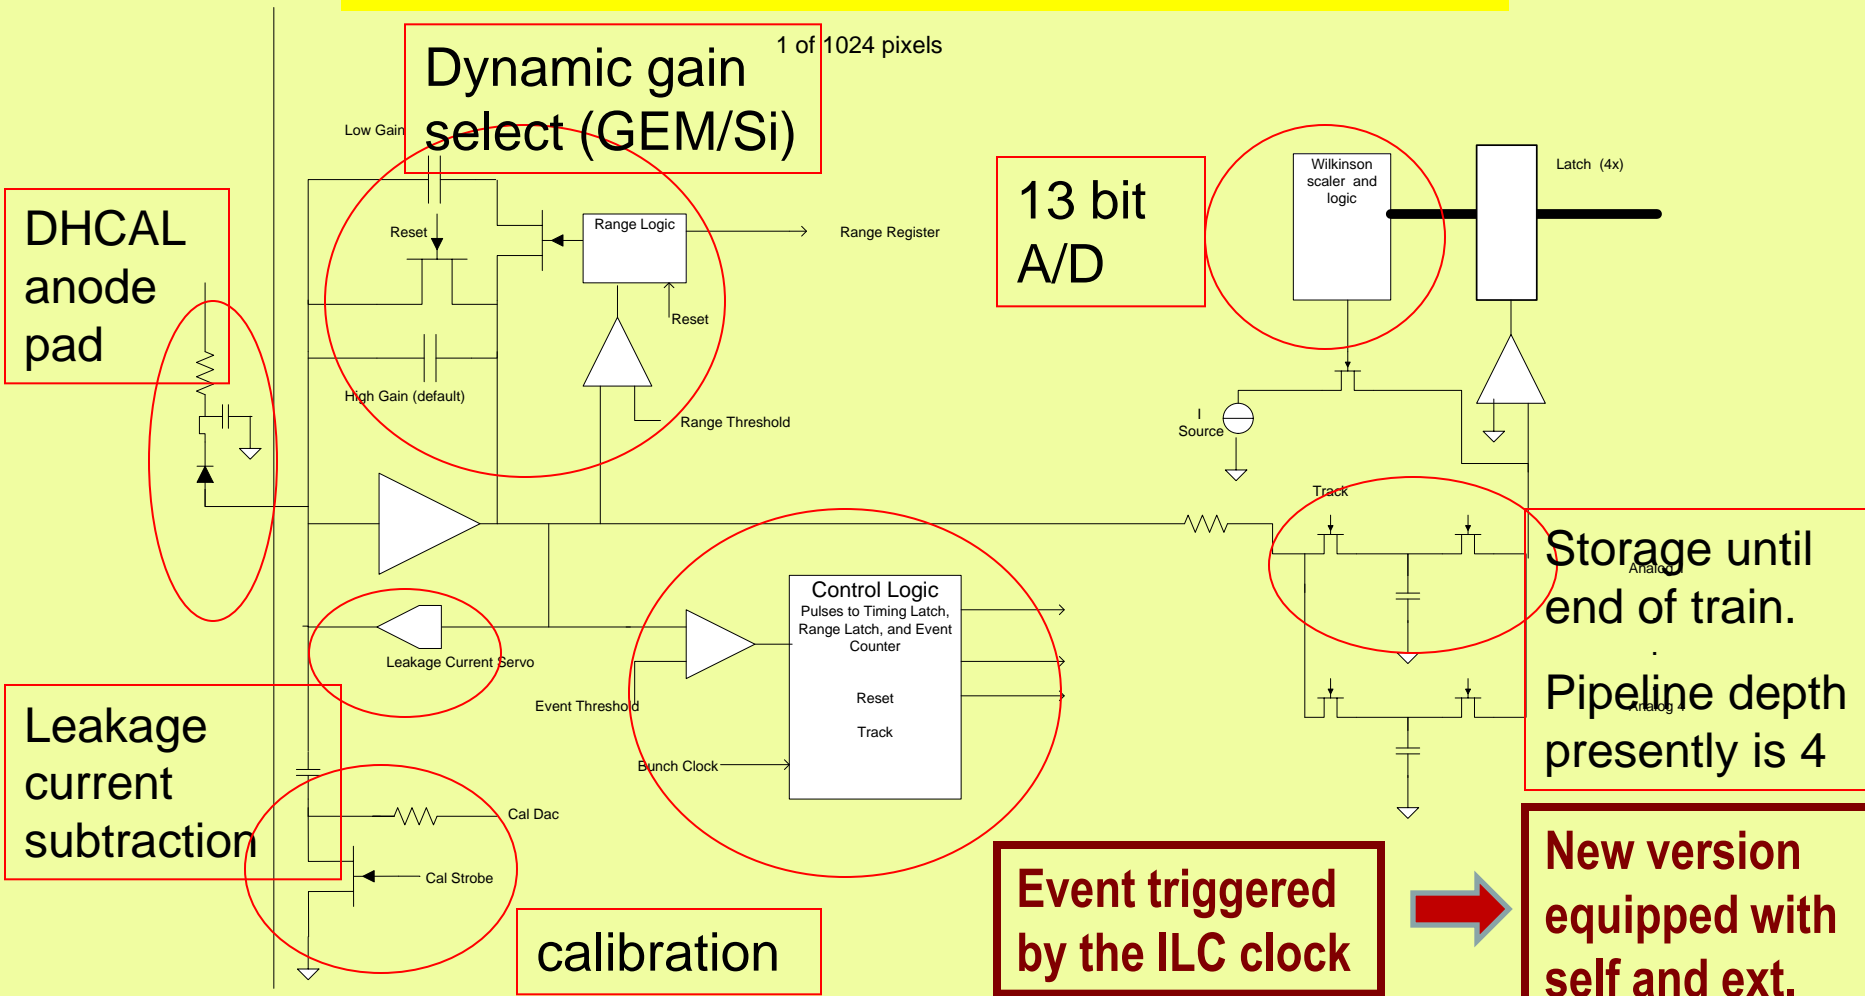 1 of 1024 pixels
Dynamic gain
select (GEM/Si)
Low Gain
DHCAL
anode
pad
Reset
Range Logic
Range Register
Reset
High Gain (default)
Range Threshold
13 bit
A/D
Wilkinson
scaler and
logic
Latch (4x)
I
Source
Track
Storage until
Analog 1
end of train.
.
Pipeline depth
Analog 4
presently is 4
Control Logic
Pulses to Timing Latch,
Range Latch, and Event
Counter
Reset
Track
Leakage Current Servo
Event Threshold
Bunch Clock
Leakage
current
subtraction
Cal Dac
Cal Strobe
calibration
Event triggered
by the ILC clock
New version
equipped with
self and ext.